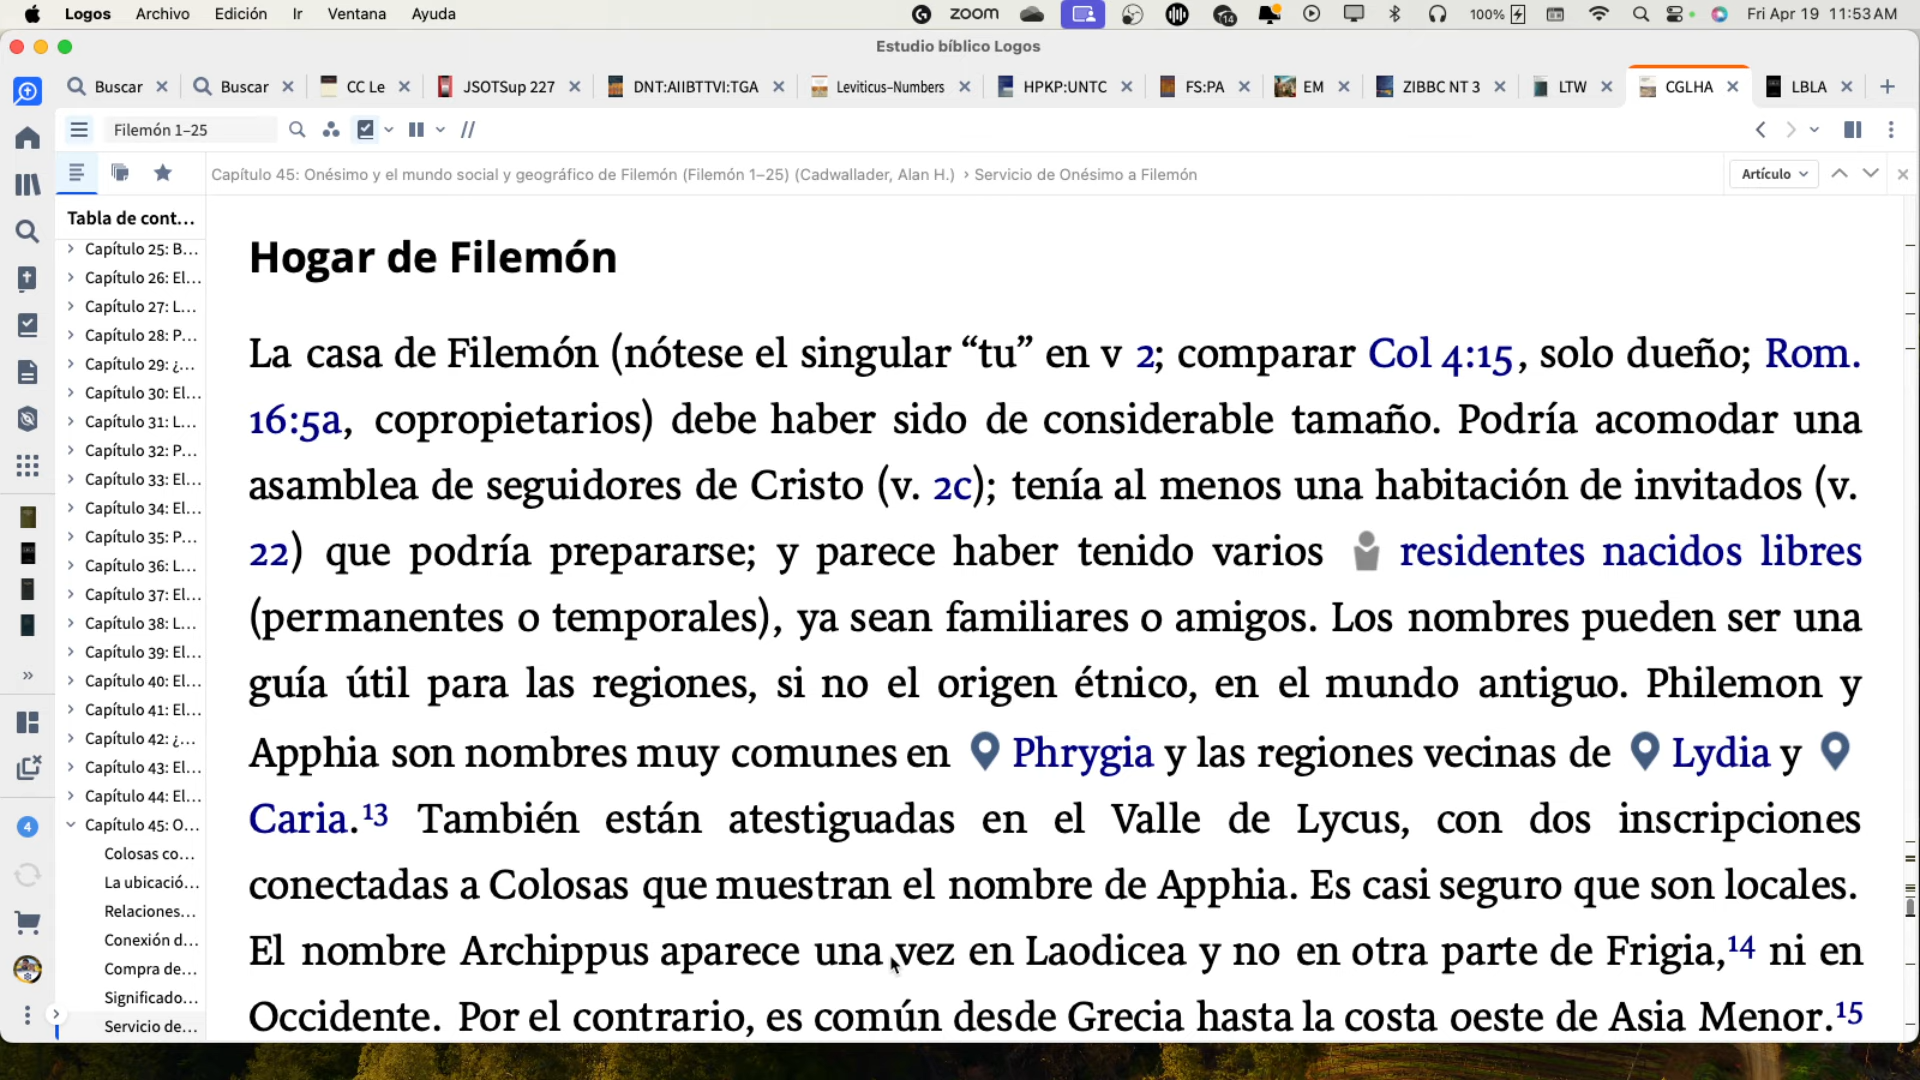 Logos Archivo Edición Ir Ventana Ayuda zoom 14 100% Fri Apr 19 11:53 AM
Estudio bíblico Logos
Buscar Buscar CC Le JSOTSup 227 DNT:AIIBTTVI:TGA Leviticus–Numbers HPKP:UNTC FS:PA EM ZIBBC NT 3 LTW CGLHA LBLA
Filemón 1–25
Capítulo 45: Onésimo y el mundo social y geográfico de Filemón (Filemón 1–25) (Cadwallader, Alan H.) › Servicio de Onésimo a Filemón Artículo
Tabla de cont...
Capítulo 25: B...
Capítulo 26: El...
Capítulo 27: L...
Capítulo 28: P...
Capítulo 29: ¿...
Capítulo 30: El...
Capítulo 31: L...
Capítulo 32: P...
Capítulo 33: El...
Capítulo 34: El...
Capítulo 35: P...
Capítulo 36: L...
Capítulo 37: El...
Capítulo 38: L...
Capítulo 39: El...
Capítulo 40: El...
Capítulo 41: El...
Capítulo 42: ¿...
Capítulo 43: El...
Capítulo 44: El...
Capítulo 45: O...
Colosas co...
La ubicació...
Relaciones...
Conexión d...
Compra de...
Significado...
Servicio de...
4
Hogar de Filemón
La casa de Filemón (nótese el singular “tu” en v 2; comparar Col 4:15, solo dueño; Rom.
16:5a, copropietarios) debe haber sido de considerable tamaño. Podría acomodar una
asamblea de seguidores de Cristo (v. 2c); tenía al menos una habitación de invitados (v.
22) que podría prepararse; y parece haber tenido varios residentes nacidos libres
(permanentes o temporales), ya sean familiares o amigos. Los nombres pueden ser una
guía útil para las regiones, si no el origen étnico, en el mundo antiguo. Philemon y
Apphia son nombres muy comunes en Phrygia y las regiones vecinas de Lydia y
Caria.13 También están atestiguadas en el Valle de Lycus, con dos inscripciones
conectadas a Colosas que muestran el nombre de Apphia. Es casi seguro que son locales.
El nombre Archippus aparece una vez en Laodicea y no en otra parte de Frigia,14 ni en
Occidente. Por el contrario, es común desde Grecia hasta la costa oeste de Asia Menor.15